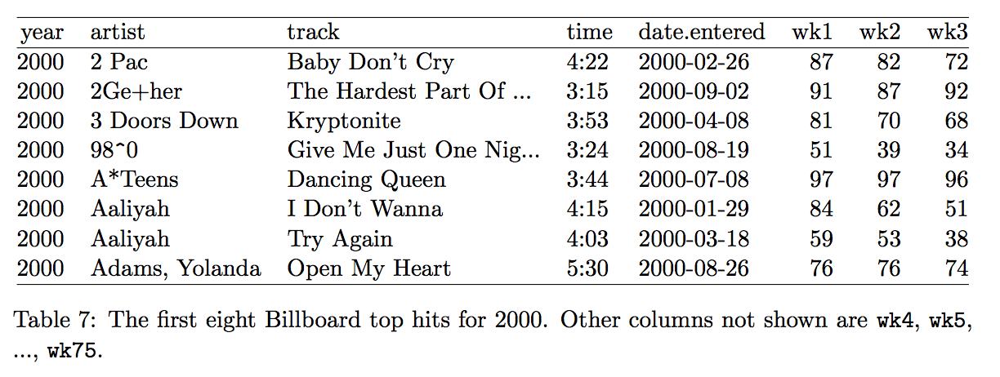 year artist track time date.entered wk1 wk2 wk3
2000 2 Pac Baby Don't Cry 4:22 2000-02-26 87 82 72
2000 2Ge+her The Hardest Part Of ... 3:15 2000-09-02 91 87 92
2000 3 Doors Down Kryptonite 3:53 2000-04-08 81 70 68
2000 98^0 Give Me Just One Nig... 3:24 2000-08-19 51 39 34
2000 A*Teens Dancing Queen 3:44 2000-07-08 97 97 96
2000 Aaliyah I Don't Wanna 4:15 2000-01-29 84 62 51
2000 Aaliyah Try Again 4:03 2000-03-18 59 53 38
2000 Adams, Yolanda Open My Heart 5:30 2000-08-26 76 76 74
Table 7: The first eight Billboard top hits for 2000. Other columns not shown are wk4, wk5,
..., wk75.